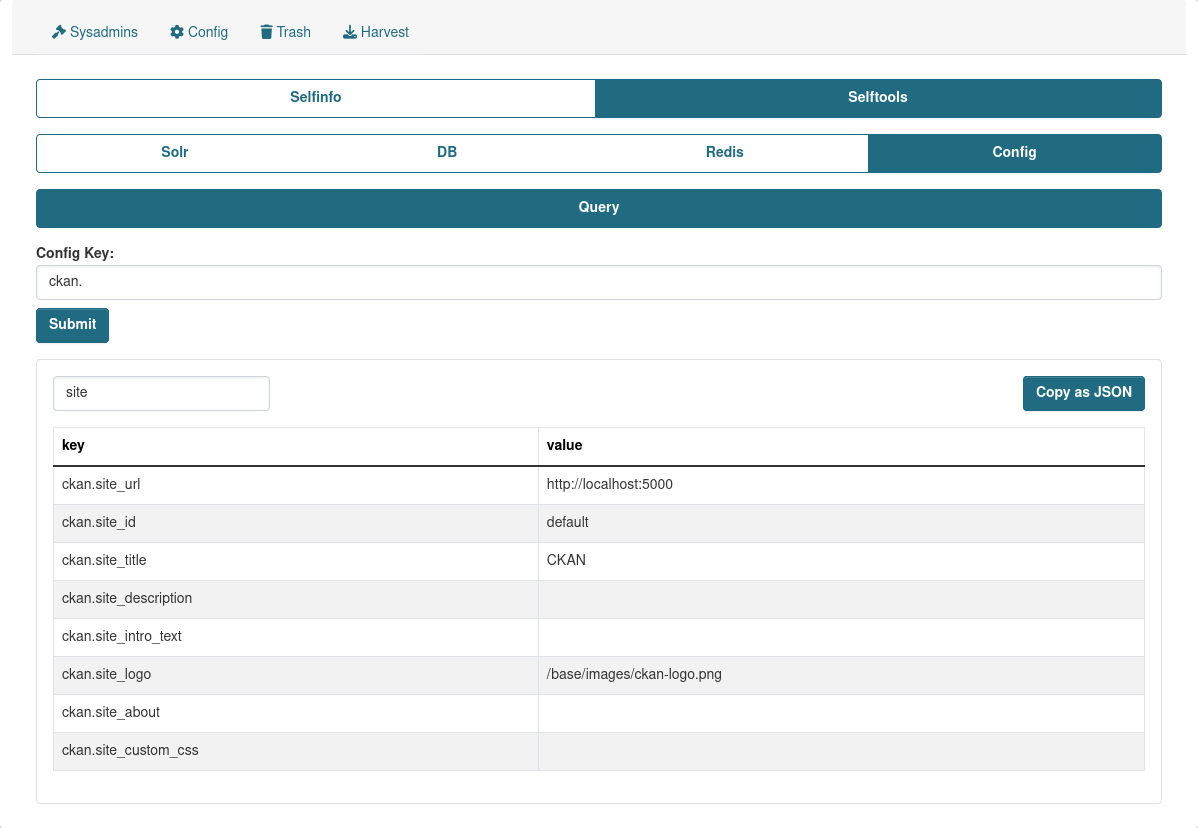 Sysadmins Config Trash Harvest
Selfinfo Selftools
Solr DB Redis Config
Query
Config Key:
ckan.
Submit
site Copy as JSON
key value
ckan.site_url http://localhost:5000
ckan.site_id default
ckan.site_title CKAN
ckan.site_description
ckan.site_intro_text
ckan.site_logo /base/images/ckan-logo.png
ckan.site_about
ckan.site_custom_css